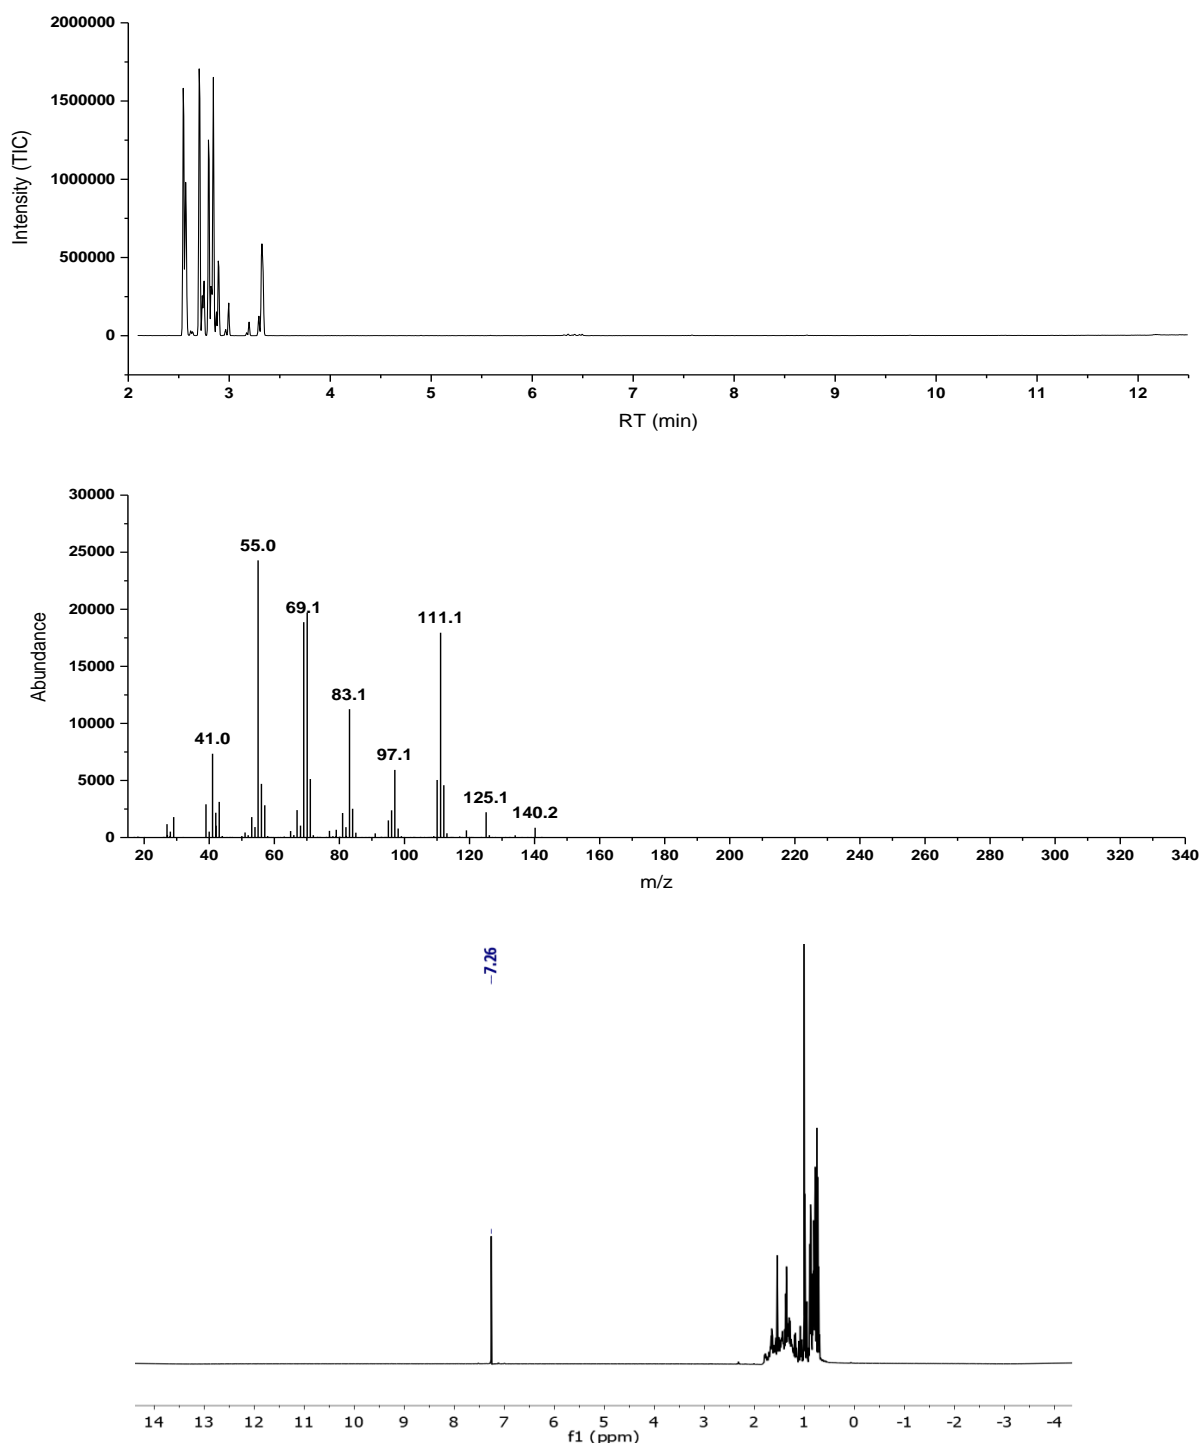 2000000
1500000
1000000
500000
0
Intensity (TIC)
2 3 4 5 6 7 8 9 10 11 12
RT (min)
30000
25000
20000
15000
10000
5000
0
Abundance
55.0
69.1
111.1
83.1
41.0
97.1
125.1
140.2
20 40 60 80 100 120 140 160 180 200 220 240 260 280 300 320 340
m/z
7.26
14 13 12 11 10 9 8 7 6 5 4 3 2 1 0 -1 -2 -3 -4
f1 (ppm)